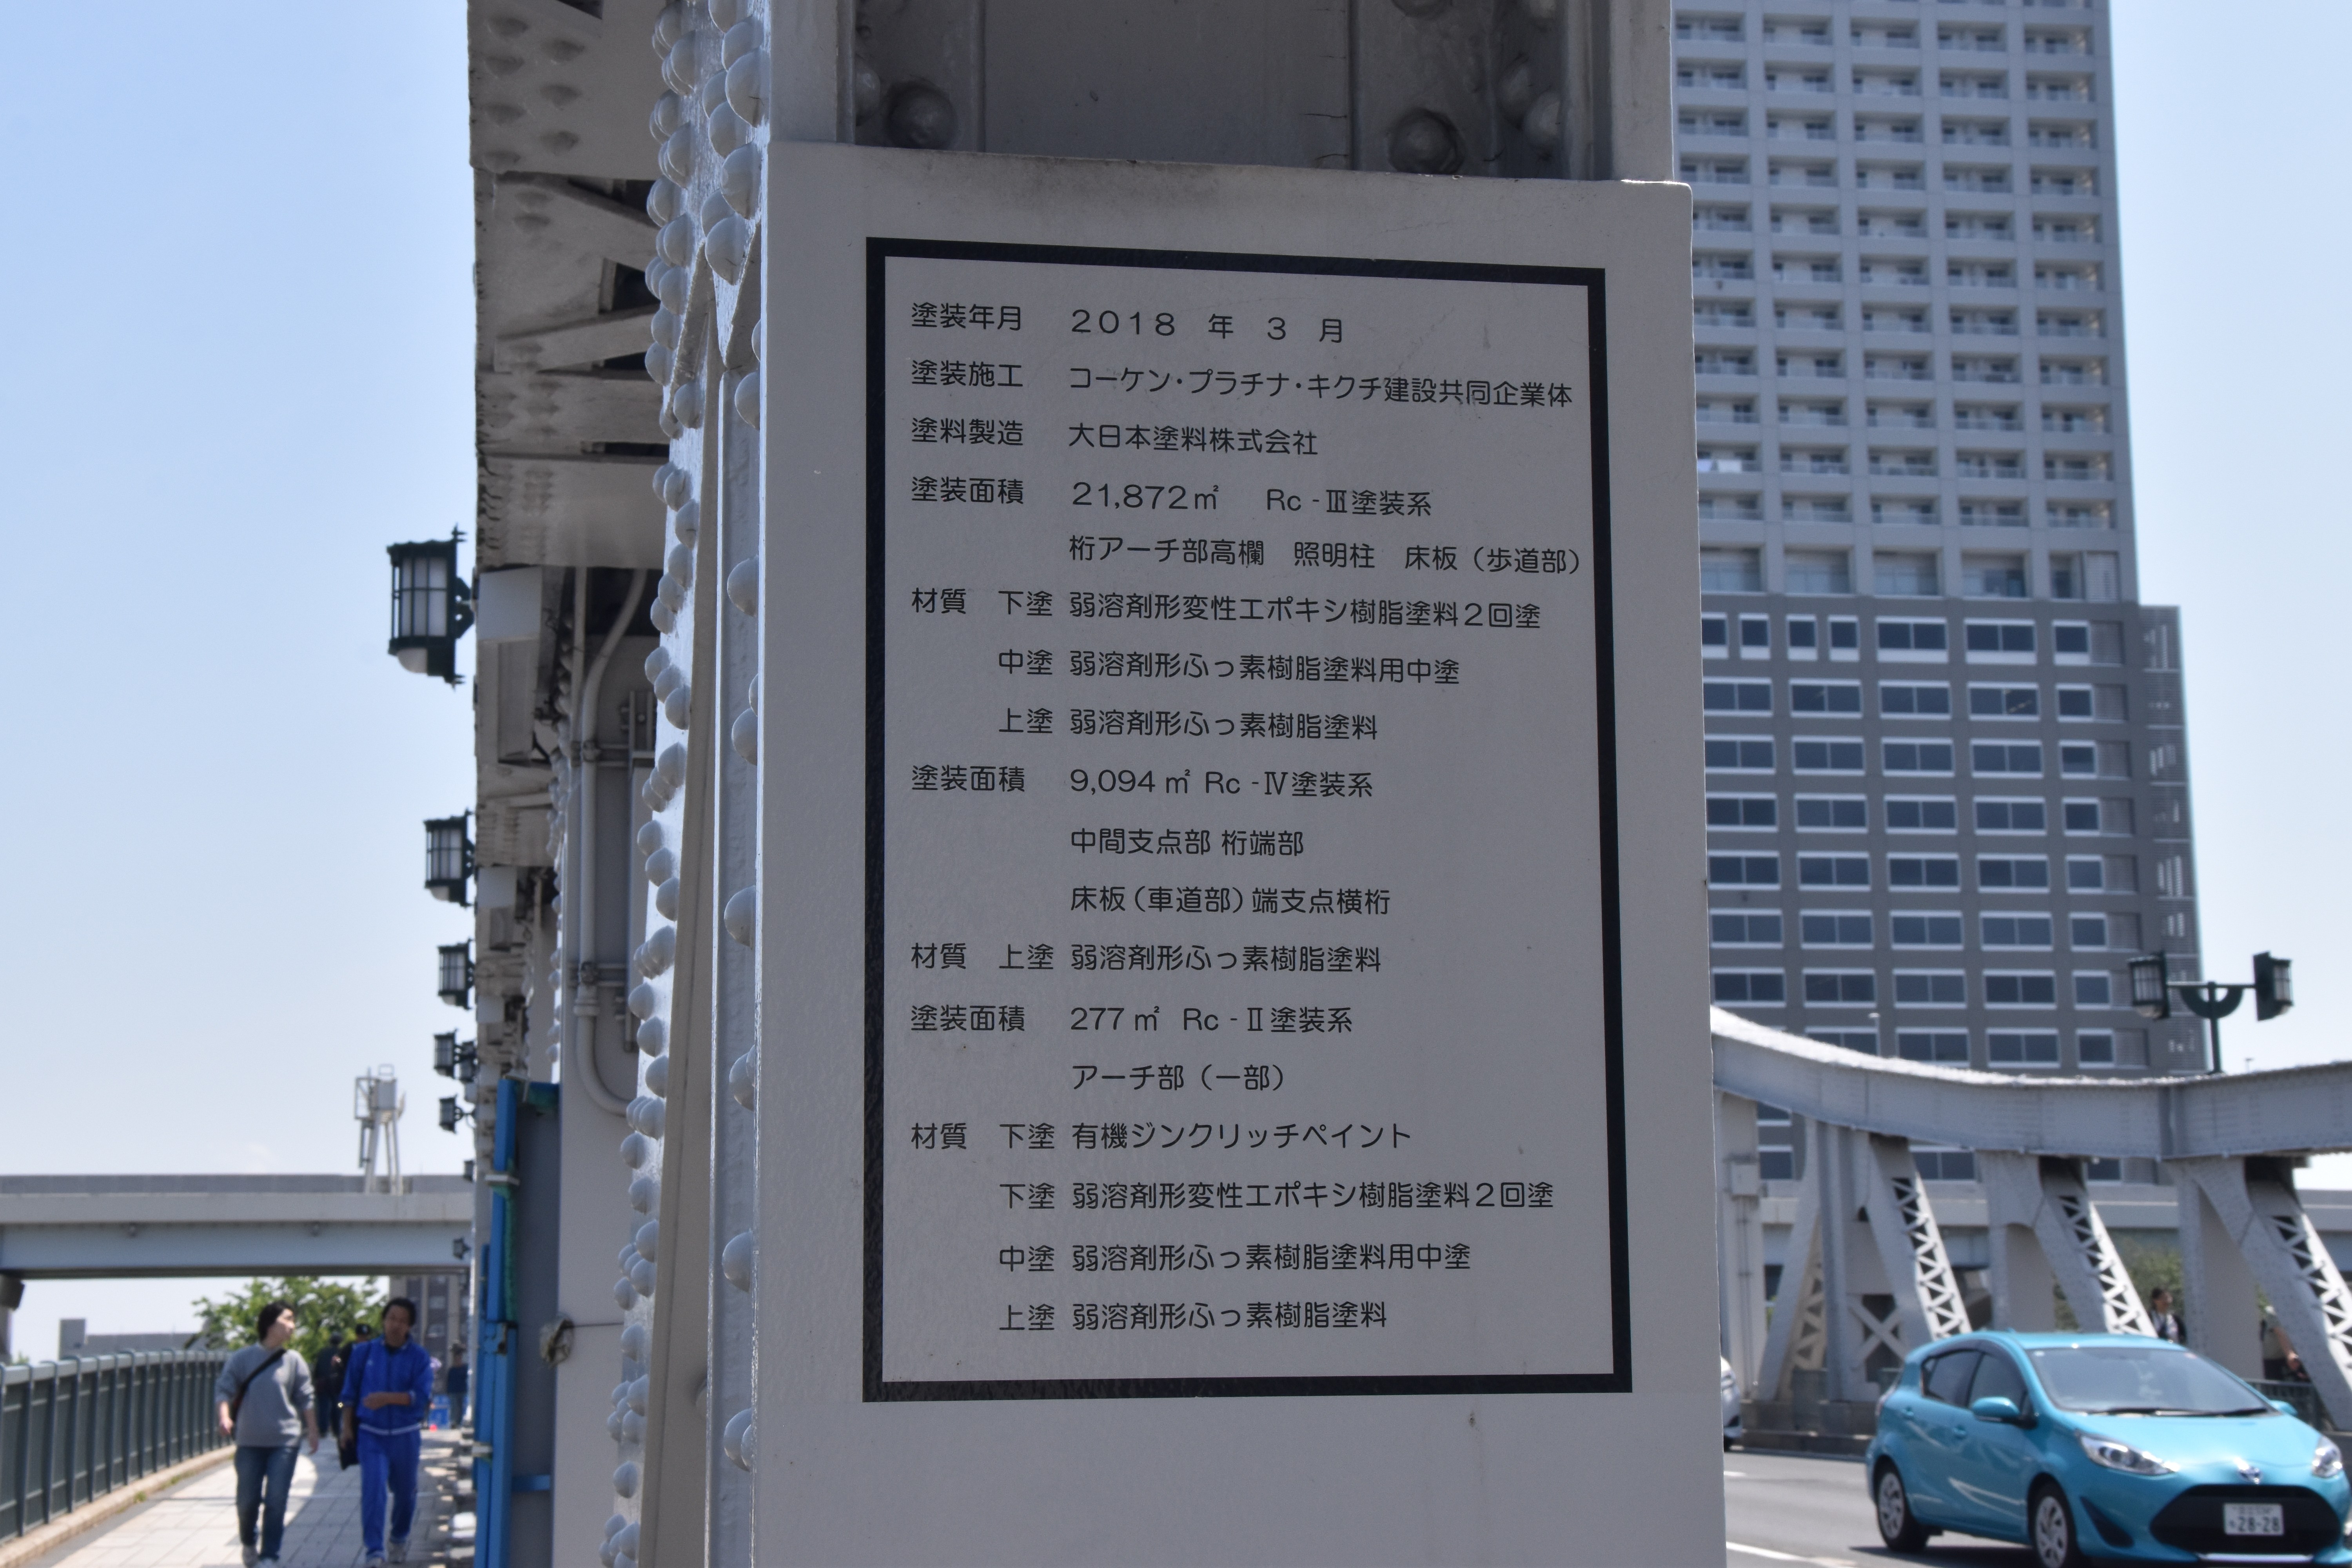 塗装年月 2018 年 3 月
塗装施工 コーケン・プラチナ・キクチ建設共同企業体
塗料製造 大日本塗料株式会社
塗装面積 21,872㎡ Rc -Ⅲ塗装系
桁アーチ部高欄 照明柱 床板（歩道部）
材質 下塗 弱溶剤形変性エポキシ樹脂塗料2回塗
中塗 弱溶剤形ふっ素樹脂塗料用中塗
上塗 弱溶剤形ふっ素樹脂塗料
塗装面積 9,094㎡ Rc -Ⅳ塗装系
中間支点部 桁端部
床板（車道部）端支点横桁
材質 上塗 弱溶剤形ふっ素樹脂塗料
塗装面積 277㎡ Rc -Ⅱ塗装系
アーチ部（一部）
材質 下塗 有機ジンクリッチペイント
下塗 弱溶剤形変性エポキシ樹脂塗料2回塗
中塗 弱溶剤形ふっ素樹脂塗料用中塗
上塗 弱溶剤形ふっ素樹脂塗料
28-28